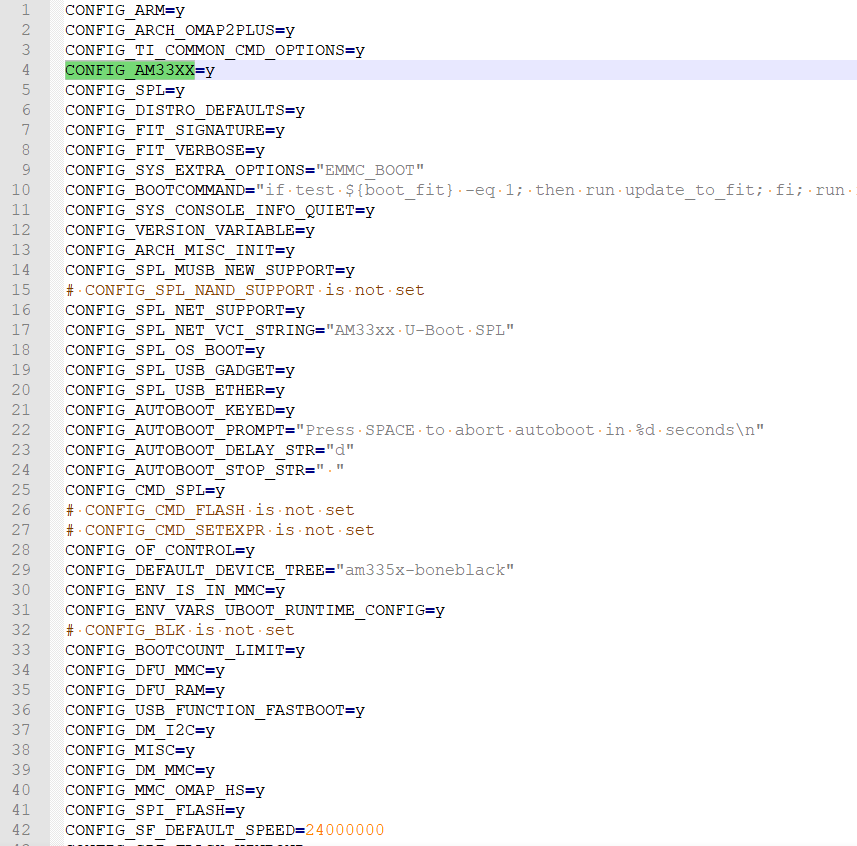 1 CONFIG_ARM=y
2 CONFIG_ARCH_OMAP2PLUS=y
3 CONFIG_TI_COMMON_CMD_OPTIONS=y
4 CONFIG_AM33XX=y
5 CONFIG_SPL=y
6 CONFIG_DISTRO_DEFAULTS=y
7 CONFIG_FIT_SIGNATURE=y
8 CONFIG_FIT_VERBOSE=y
9 CONFIG_SYS_EXTRA_OPTIONS="EMMC_BOOT"
10 CONFIG_BOOTCOMMAND="if test ${boot_fit} -eq 1; then run update_to_fit; fi; run
11 CONFIG_SYS_CONSOLE_INFO_QUIET=y
12 CONFIG_VERSION_VARIABLE=y
13 CONFIG_ARCH_MISC_INIT=y
14 CONFIG_SPL_MUSB_NEW_SUPPORT=y
15 # CONFIG_SPL_NAND_SUPPORT is not set
16 CONFIG_SPL_NET_SUPPORT=y
17 CONFIG_SPL_NET_VCI_STRING="AM33xx U-Boot SPL"
18 CONFIG_SPL_OS_BOOT=y
19 CONFIG_SPL_USB_GADGET=y
20 CONFIG_SPL_USB_ETHER=y
21 CONFIG_AUTOBOOT_KEYED=y
22 CONFIG_AUTOBOOT_PROMPT="Press SPACE to abort autoboot in %d seconds\n"
23 CONFIG_AUTOBOOT_DELAY_STR="d"
24 CONFIG_AUTOBOOT_STOP_STR=" "
25 CONFIG_CMD_SPL=y
26 # CONFIG_CMD_FLASH is not set
27 # CONFIG_CMD_SETEXPR is not set
28 CONFIG_OF_CONTROL=y
29 CONFIG_DEFAULT_DEVICE_TREE="am335x-boneblack"
30 CONFIG_ENV_IS_IN_MMC=y
31 CONFIG_ENV_VARS_UBOOT_RUNTIME_CONFIG=y
32 # CONFIG_BLK is not set
33 CONFIG_BOOTCOUNT_LIMIT=y
34 CONFIG_DFU_MMC=y
35 CONFIG_DFU_RAM=y
36 CONFIG_USB_FUNCTION_FASTBOOT=y
37 CONFIG_DM_I2C=y
38 CONFIG_MISC=y
39 CONFIG_DM_MMC=y
40 CONFIG_MMC_OMAP_HS=y
41 CONFIG_SPI_FLASH=y
42 CONFIG_SF_DEFAULT_SPEED=24000000